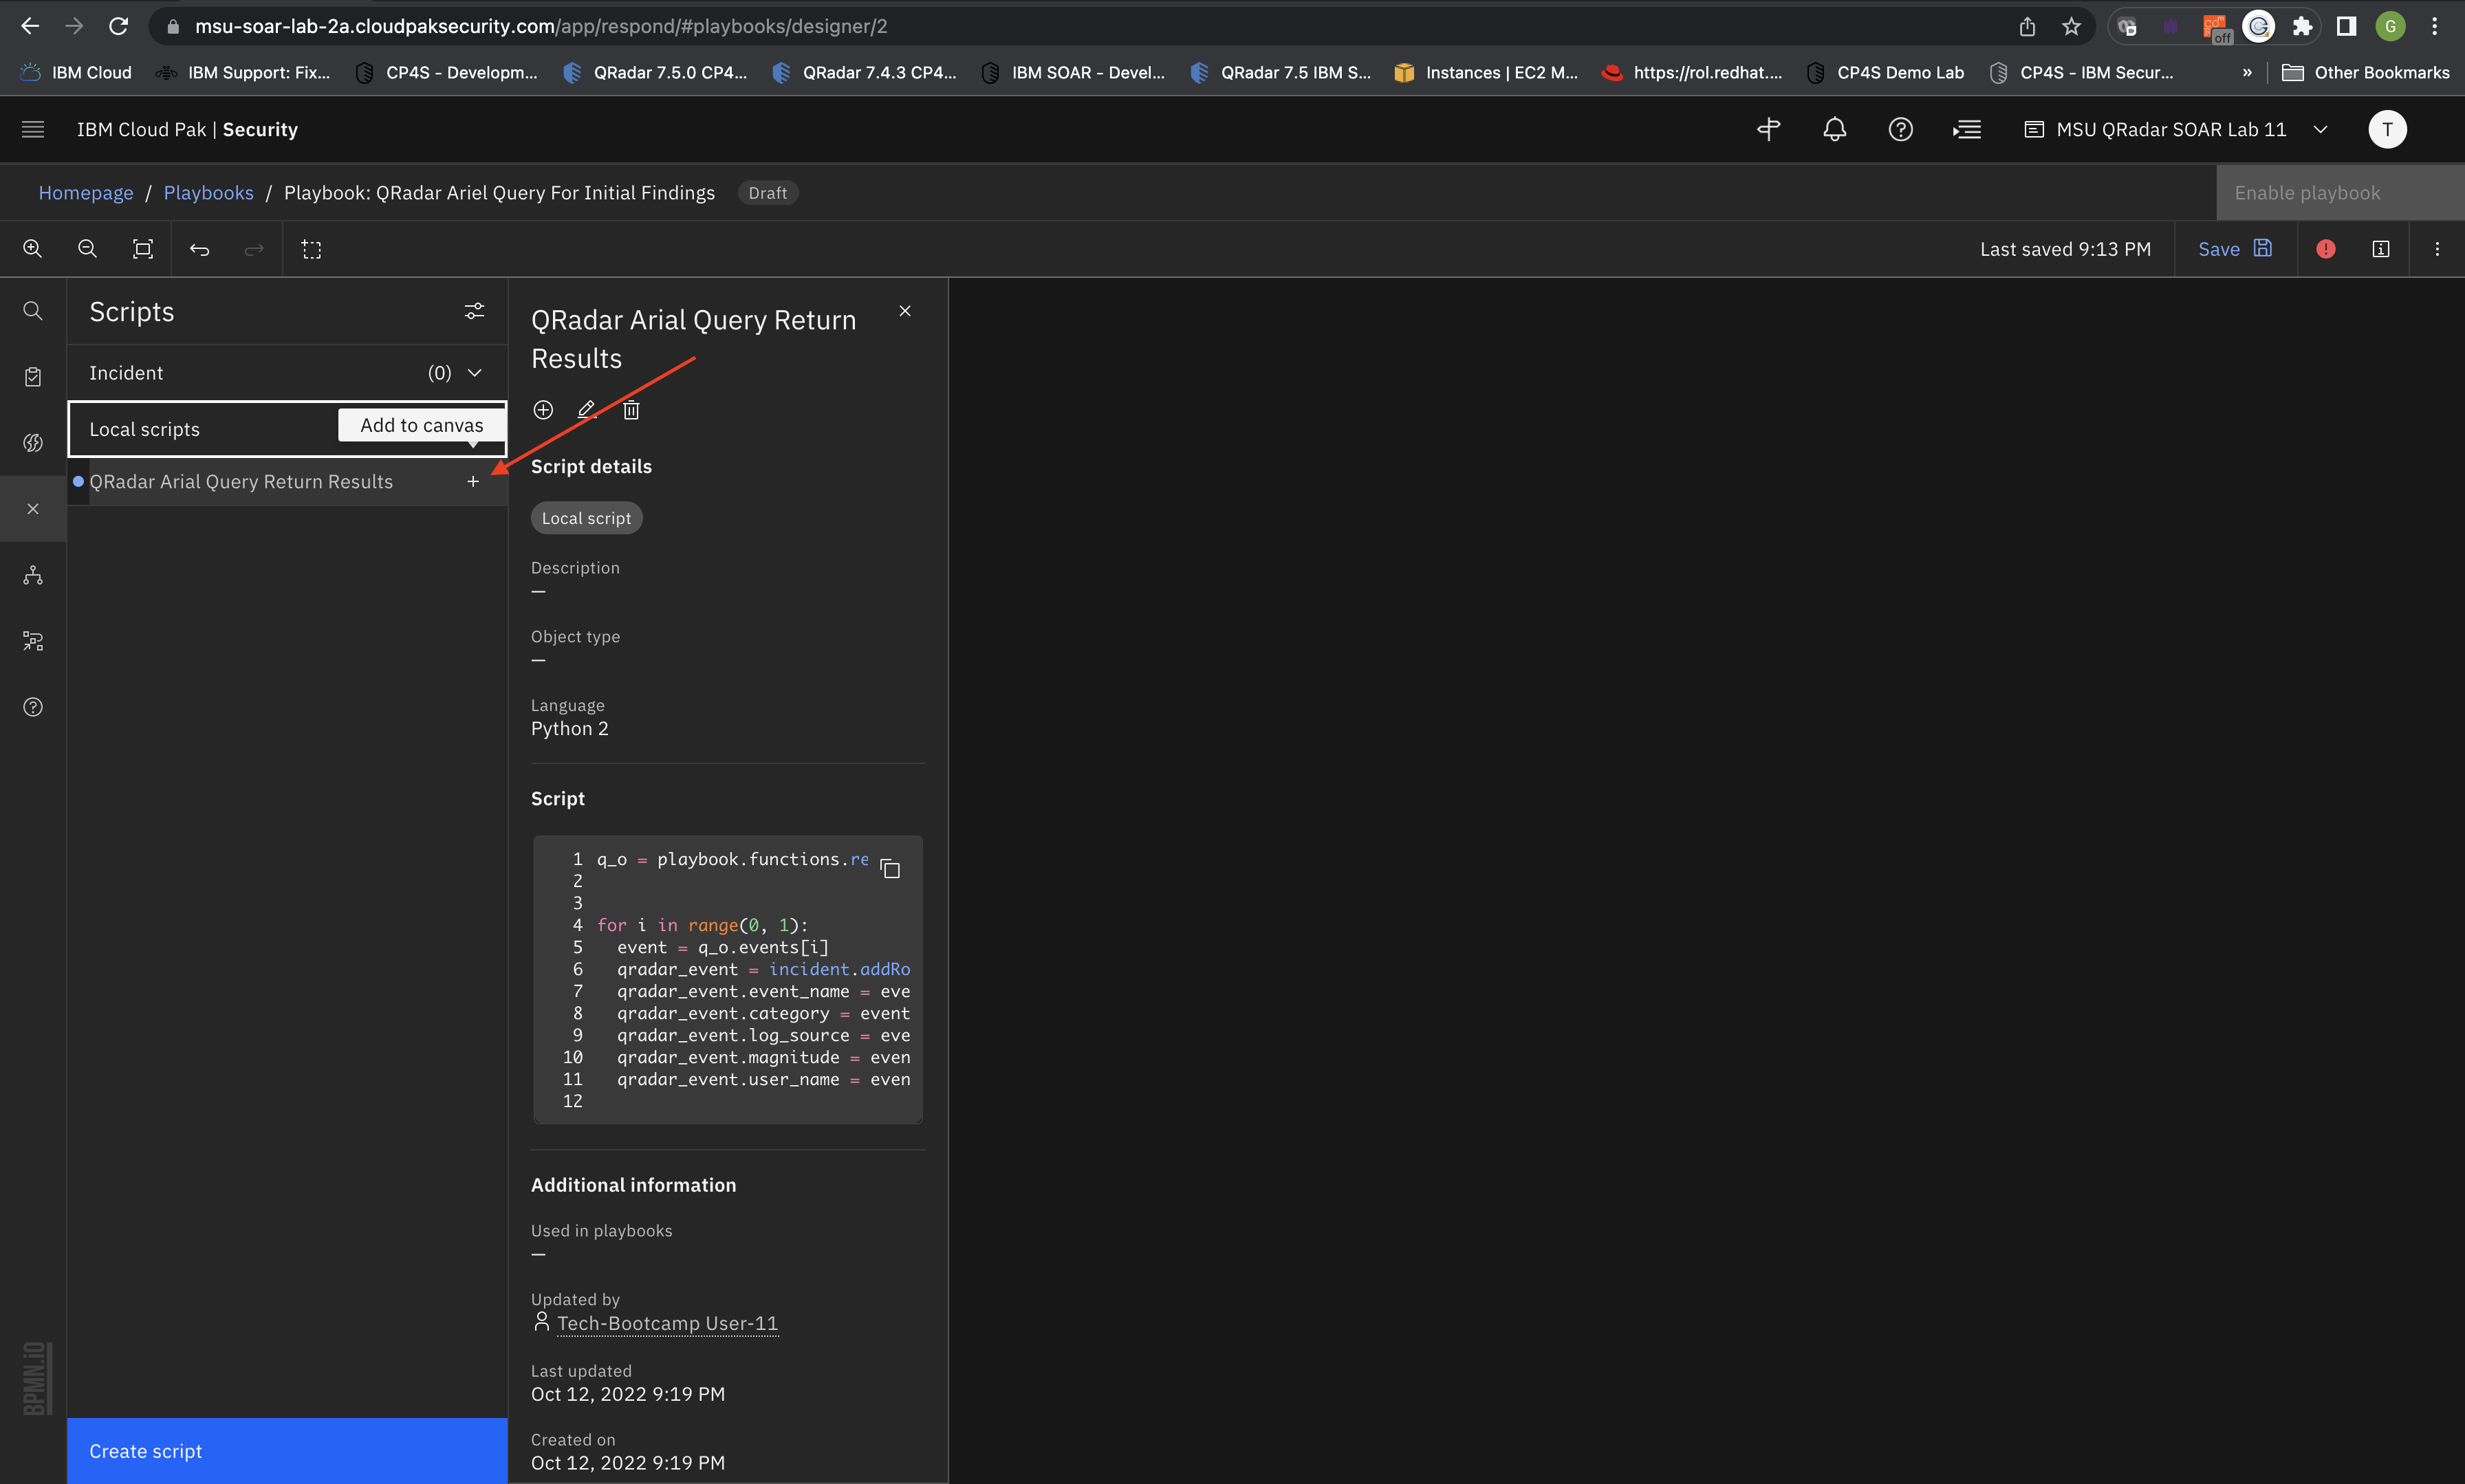 msu-soar-lab-2a.cloudpaksecurity.com/app/respond/#playbooks/designer/2
off
G
IBM Cloud
IBM Support: Fix...
CP4S - Developm...
QRadar 7.5.0 CP4...
QRadar 7.4.3 CP4...
IBM SOAR - Devel...
QRadar 7.5 IBM S...
Instances | EC2 M...
https://rol.redhat....
CP4S Demo Lab
CP4S - IBM Secur...
»
Other Bookmarks
IBM Cloud Pak | Security
MSU QRadar SOAR Lab 11
T
Homepage / Playbooks / Playbook: QRadar Ariel Query For Initial Findings
Draft
Enable playbook
Last saved 9:13 PM
Save
Scripts
Incident
(0)
Local scripts
Add to canvas
QRadar Arial Query Return Results
+
Create script
BPMN.iO
QRadar Arial Query Return
Results
Script details
Local script
Description
—
Object type
—
Language
Python 2
Script
1 q_o = playbook.functions.re
2
3
4 for i in range(0, 1):
5 event = q_o.events[i]
6 qradar_event = incident.addRo
7 qradar_event.event_name = eve
8 qradar_event.category = event
9 qradar_event.log_source = eve
10 qradar_event.magnitude = even
11 qradar_event.user_name = even
12
Additional information
Used in playbooks
—
Updated by
Tech-Bootcamp User-11
Last updated
Oct 12, 2022 9:19 PM
Created on
Oct 12, 2022 9:19 PM